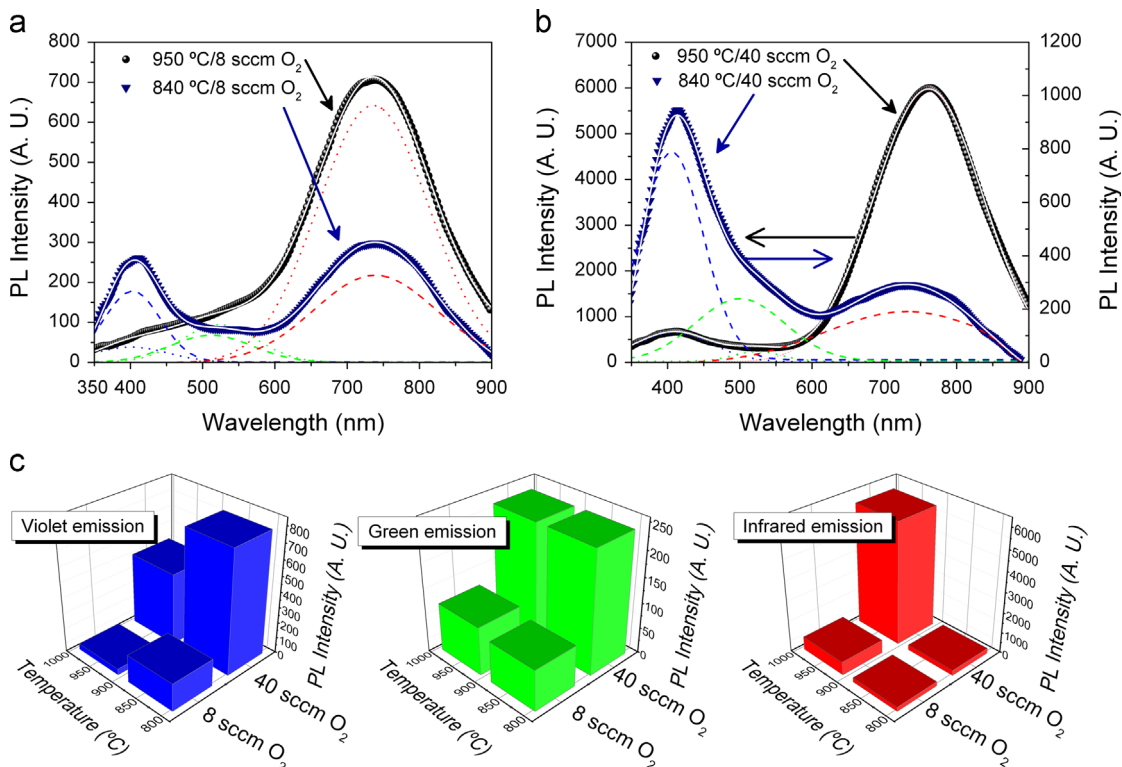 a
800
700
600
500
400
300
200
100
0
PL Intensity (A. U.)
950 ºC/8 sccm O2
840 ºC/8 sccm O2
350 400 500 600 700 800 900
Wavelength (nm)
b
7000
6000
5000
4000
3000
2000
1000
0
PL Intensity (A. U.)
950 ºC/40 sccm O2
840 ºC/40 sccm O2
1200
1000
800
600
400
200
0
PL Intensity (A. U.)
400 500 600 700 800 900
Wavelength (nm)
c
Violet emission
800
700
600
500
400
300
200
100
0
PL Intensity (A. U.)
1000
950
900
850
800
Temperature (ºC)
8 sccm O2
40 sccm O2
Green emission
250
200
150
100
50
0
PL Intensity (A. U.)
1000
950
900
850
800
Temperature (ºC)
8 sccm O2
40 sccm O2
Infrared emission
6000
5000
4000
3000
2000
1000
0
PL Intensity (A. U.)
1000
950
900
850
800
Temperature (ºC)
8 sccm O2
40 sccm O2